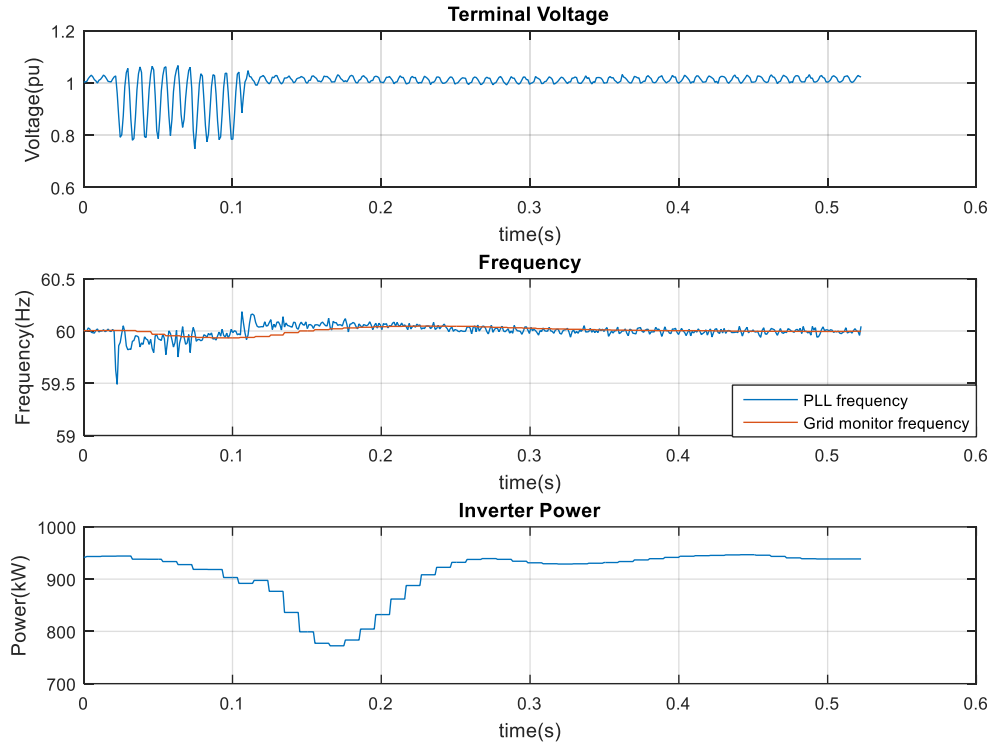 Terminal Voltage
1.2
1
0.8
0.6
Voltage(pu)
0 0.1 0.2 0.3 0.4 0.5 0.6
time(s)
Frequency
60.5
60
59.5
59
Frequency(Hz)
PLL frequency
Grid monitor frequency
0 0.1 0.2 0.3 0.4 0.5 0.6
time(s)
Inverter Power
1000
900
800
700
Power(kW)
0 0.1 0.2 0.3 0.4 0.5 0.6
time(s)